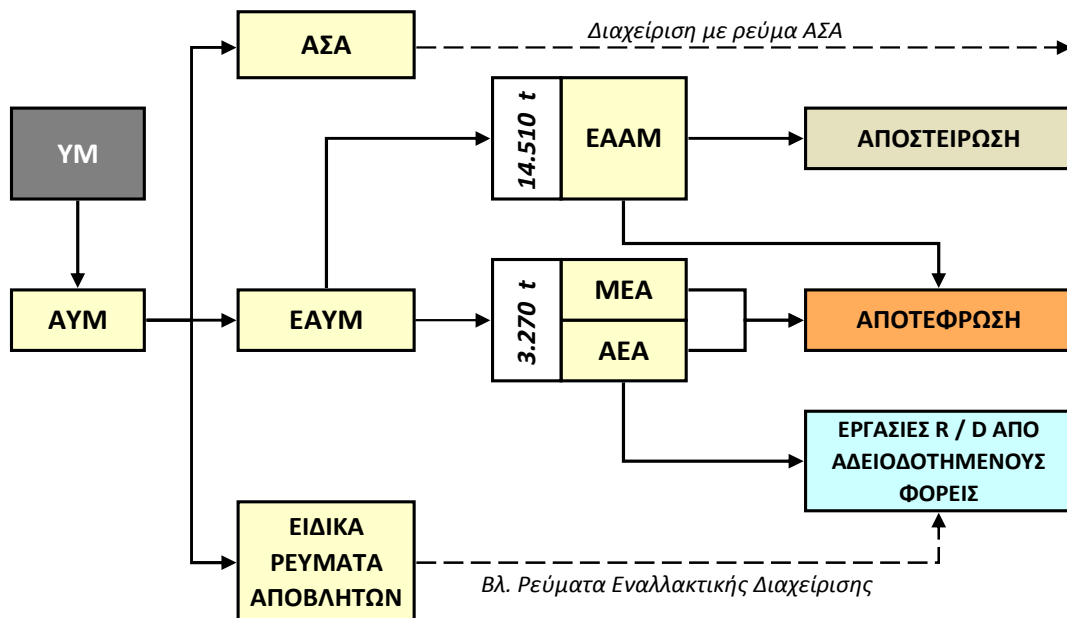 ΑΣΑ
Διαχείριση με ρεύμα ΑΣΑ
ΥΜ
14.510 t
ΕΑΑΜ
ΑΠΟΣΤΕΙΡΩΣΗ
ΑΥΜ
ΕΑΥΜ
3.270 t
ΜΕΑ
ΑΕΑ
ΑΠΟΤΕΦΡΩΣΗ
ΕΡΓΑΣΙΕΣ R / D ΑΠΟ
ΑΔΕΙΟΔΟΤΗΜΕΝΟΥΣ
ΦΟΡΕΙΣ
ΕΙΔΙΚΑ
ΡΕΥΜΑΤΑ
ΑΠΟΒΛΗΤΩΝ
Βλ. Ρεύματα Εναλλακτικής Διαχείρισης